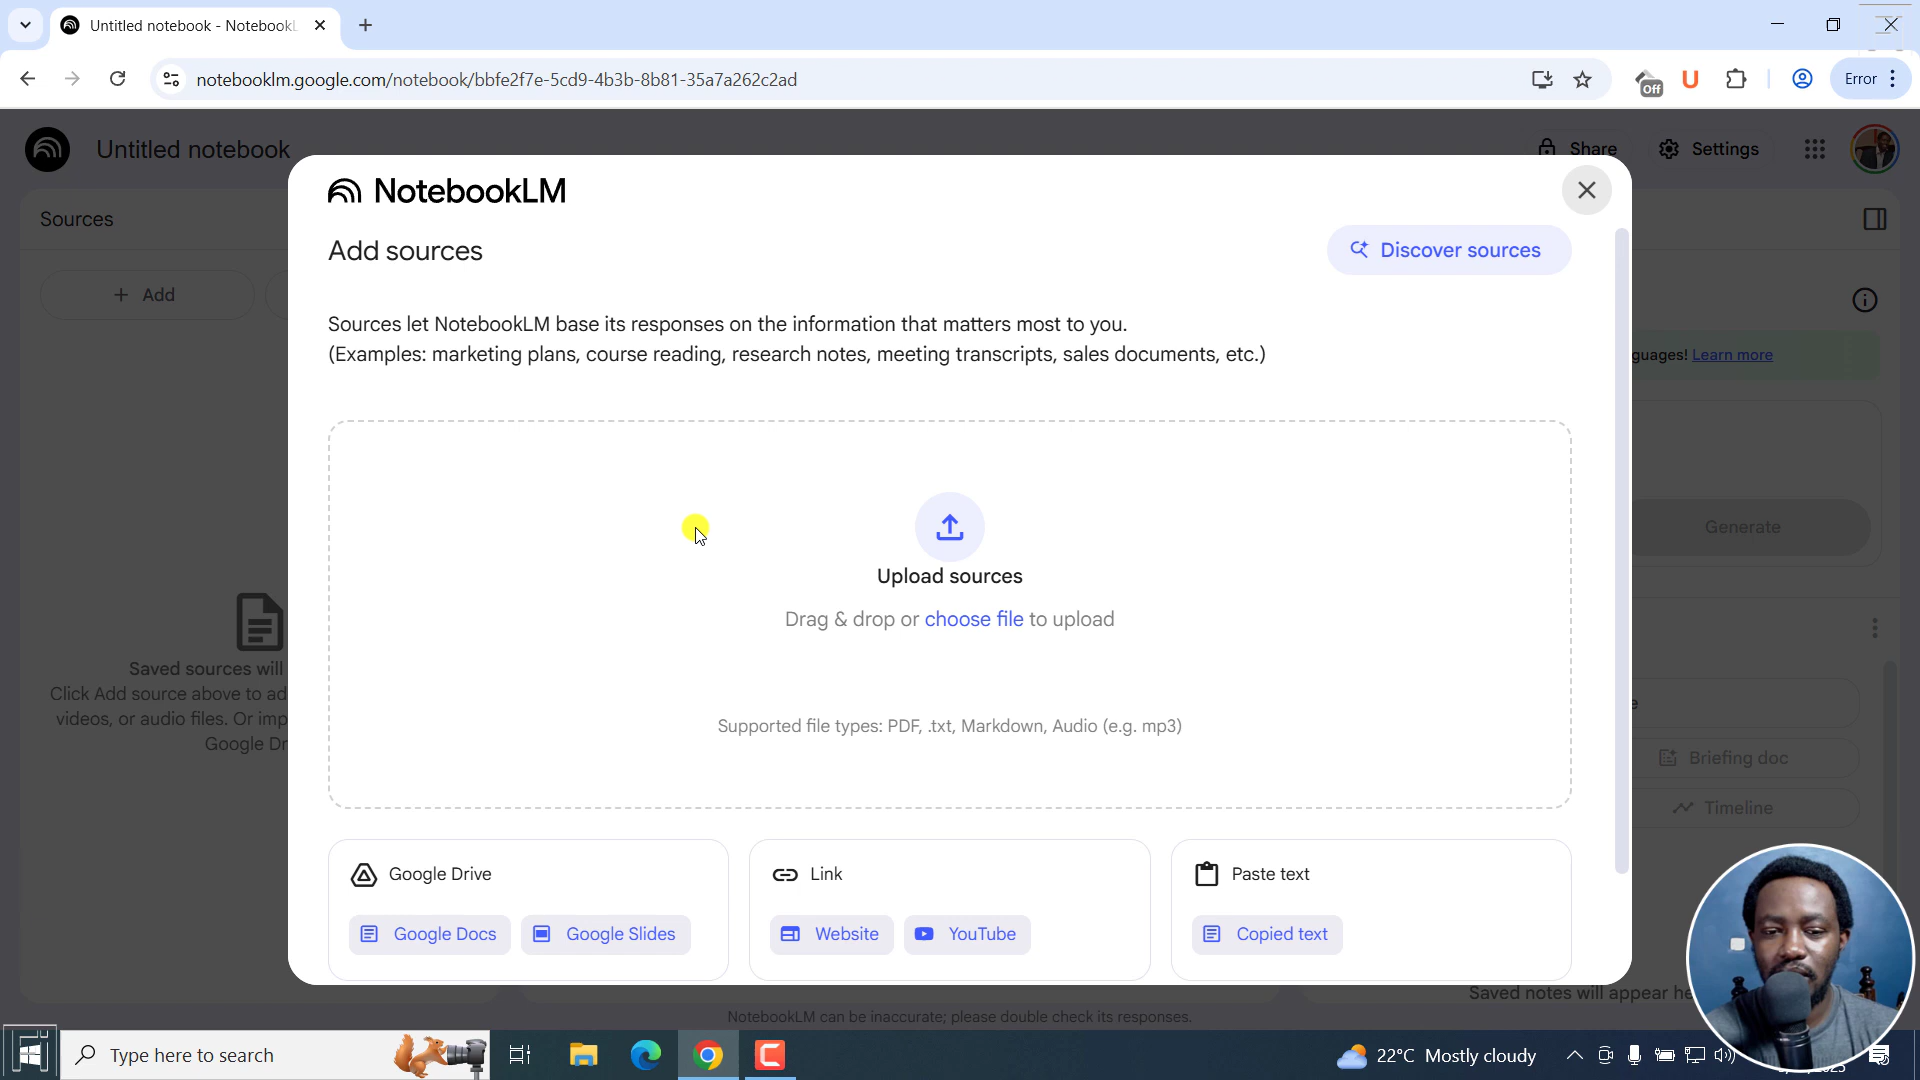 Untitled notebook - Notebookl
notebooklm.google.com/notebook/bbfe2f7e-5cd9-4b3b-8b81-35a7a262c2ad
Off
U
Error
Untitled notebook
Share
Settings
NotebookLM
Sources
Add sources
Discover sources
Add
Sources let NotebookLM base its responses on the information that matters most to you.
(Examples: marketing plans, course reading, research notes, meeting transcripts, sales documents, etc.)
guages! Learn more
Generate
Upload sources
Drag & drop or choose file to upload
Saved sources will
Click Add source above to ad
videos, or audio files. Or imp
Google Dr
Supported file types: PDF, .txt, Markdown, Audio (e.g. mp3)
e
Briefing doc
Timeline
Google Drive
Google Docs
Google Slides
Link
Website
YouTube
Paste text
Copied text
Saved notes will appear he
NotebookLM can be inaccurate; please double check its responses.
Type here to search
22°C Mostly cloudy